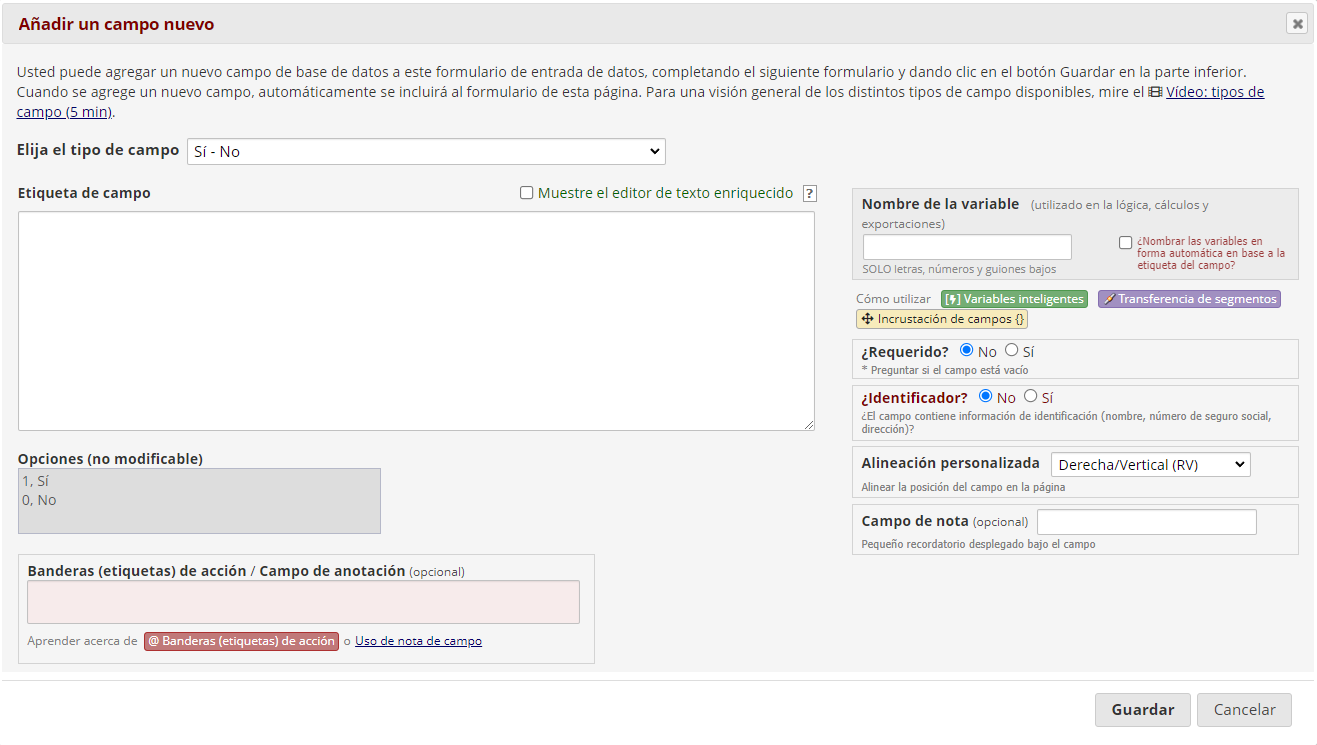 Añadir un campo nuevo
Usted puede agregar un nuevo campo de base de datos a este formulario de entrada de datos, completando el siguiente formulario y dando clic en el botón Guardar en la parte inferior.
Cuando se agrege un nuevo campo, automáticamente se incluirá al formulario de esta página. Para una visión general de los distintos tipos de campo disponibles, mire el Vídeo: tipos de
campo (5 min).
Elija el tipo de campo Sí - No
Etiqueta de campo Muestre el editor de texto enriquecido ?
Opciones (no modificable)
1, Sí
0, No
Banderas (etiquetas) de acción / Campo de anotación (opcional)
Aprender acerca de @ Banderas (etiquetas) de acción o Uso de nota de campo
Nombre de la variable (utilizado en la lógica, cálculos y
exportaciones)
SOLO letras, números y guiones bajos
¿Nombrar las variables en
forma automática en base a la
etiqueta del campo?
Cómo utilizar [⚡] Variables inteligentes Transferencia de segmentos
Incrustación de campos {}
¿Requerido? No Sí
* Preguntar si el campo está vacío
¿Identificador? No Sí
¿El campo contiene información de identificación (nombre, número de seguro social,
dirección)?
Alineación personalizada Derecha/Vertical (RV)
Alinear la posición del campo en la página
Campo de nota (opcional)
Pequeño recordatorio desplegado bajo el campo
Guardar Cancelar